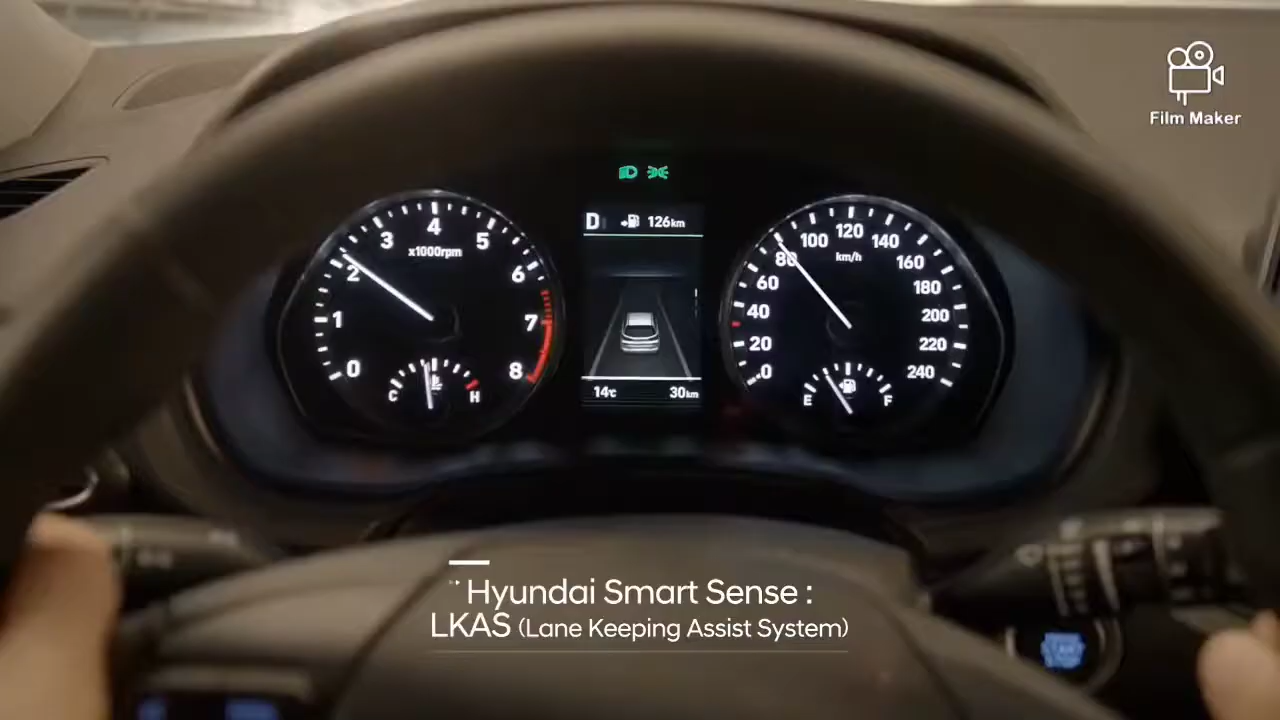 Film Maker
D 126km
4
3 5
x1000rpm
2 6
1 7
0 8
C H
14°C 30km
120
100 140
80 km/h 160
60 180
40 200
20 220
0 240
E F
Hyundai Smart Sense :
LKAS (Lane Keeping Assist System)